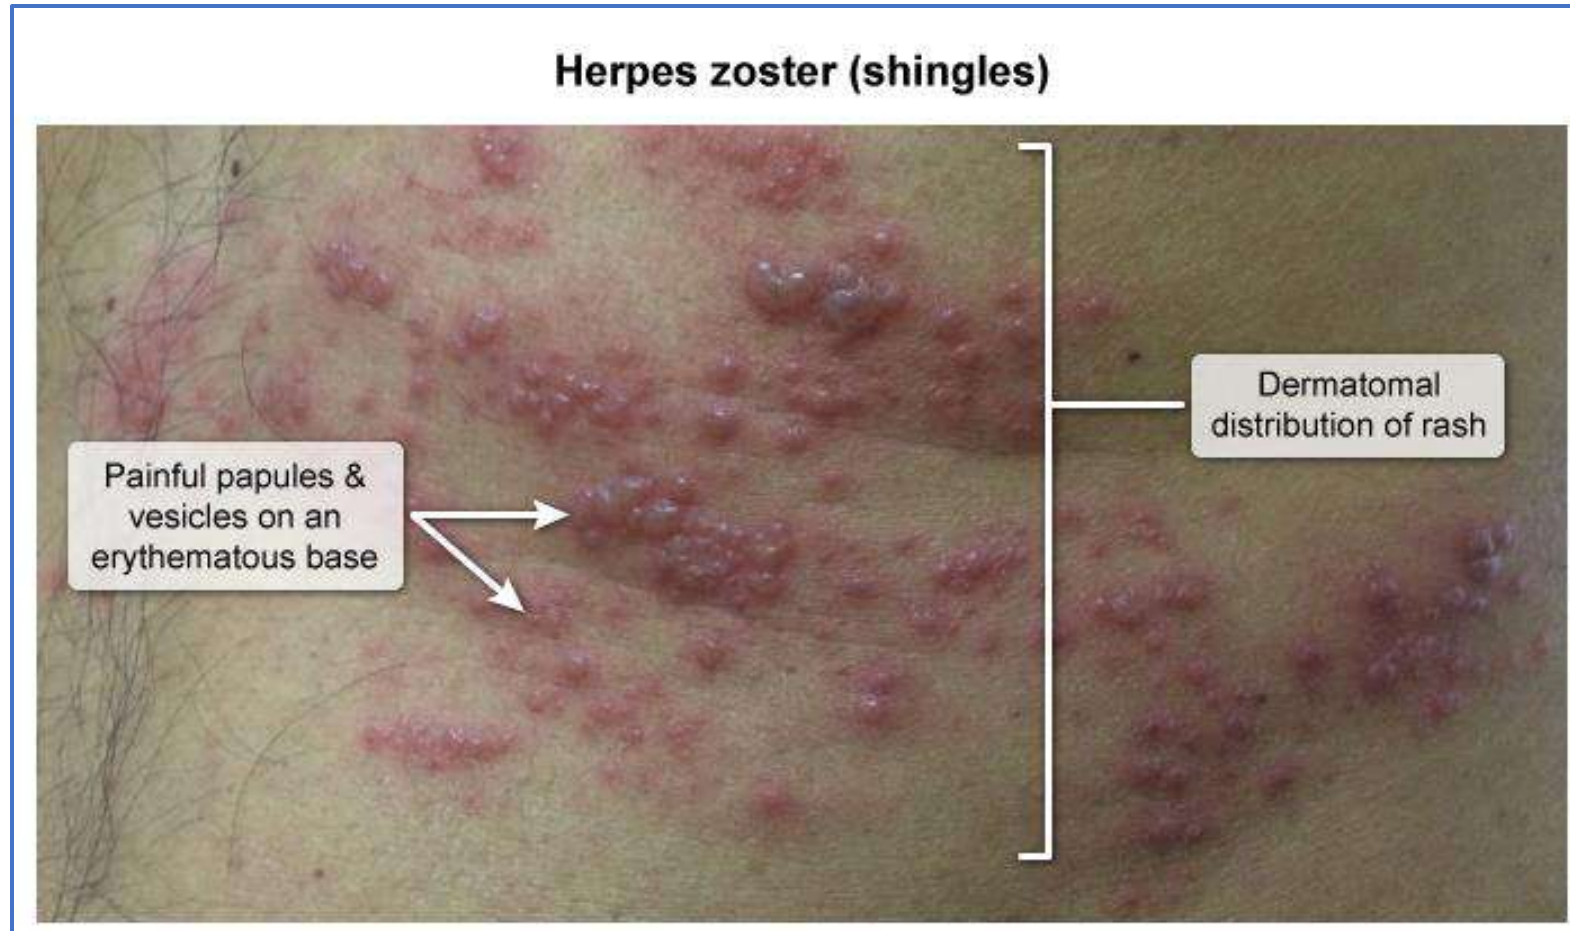 Herpes zoster (shingles)
Dermatomal
distribution of rash
Painful papules &
vesicles on an
erythematous base